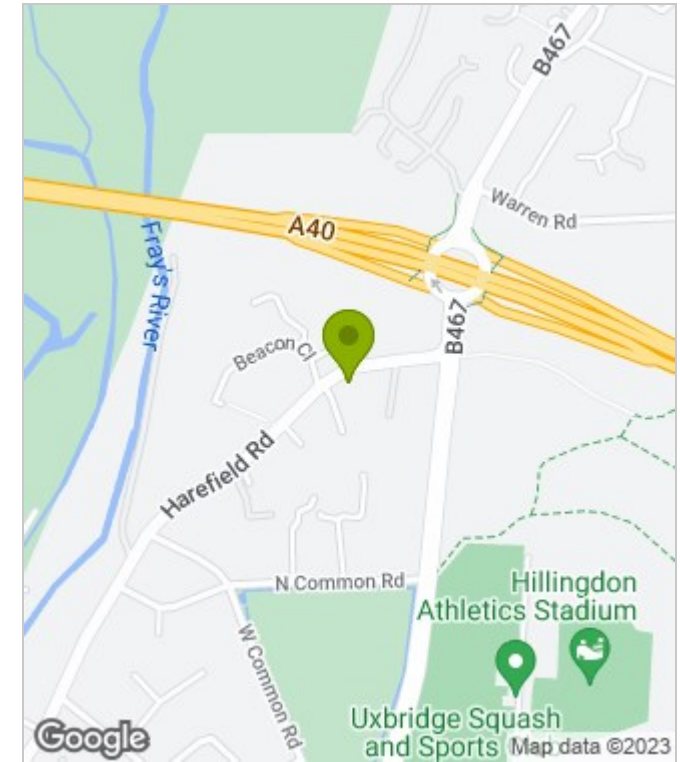 B467
Warren Rd
A40
Fray's River
B467
Beacon Cl
Harefield Rd
N Common Rd
Hillingdon
Athletics Stadium
W Common Rd
Uxbridge Squash
and Sports
Google
Map data ©2023